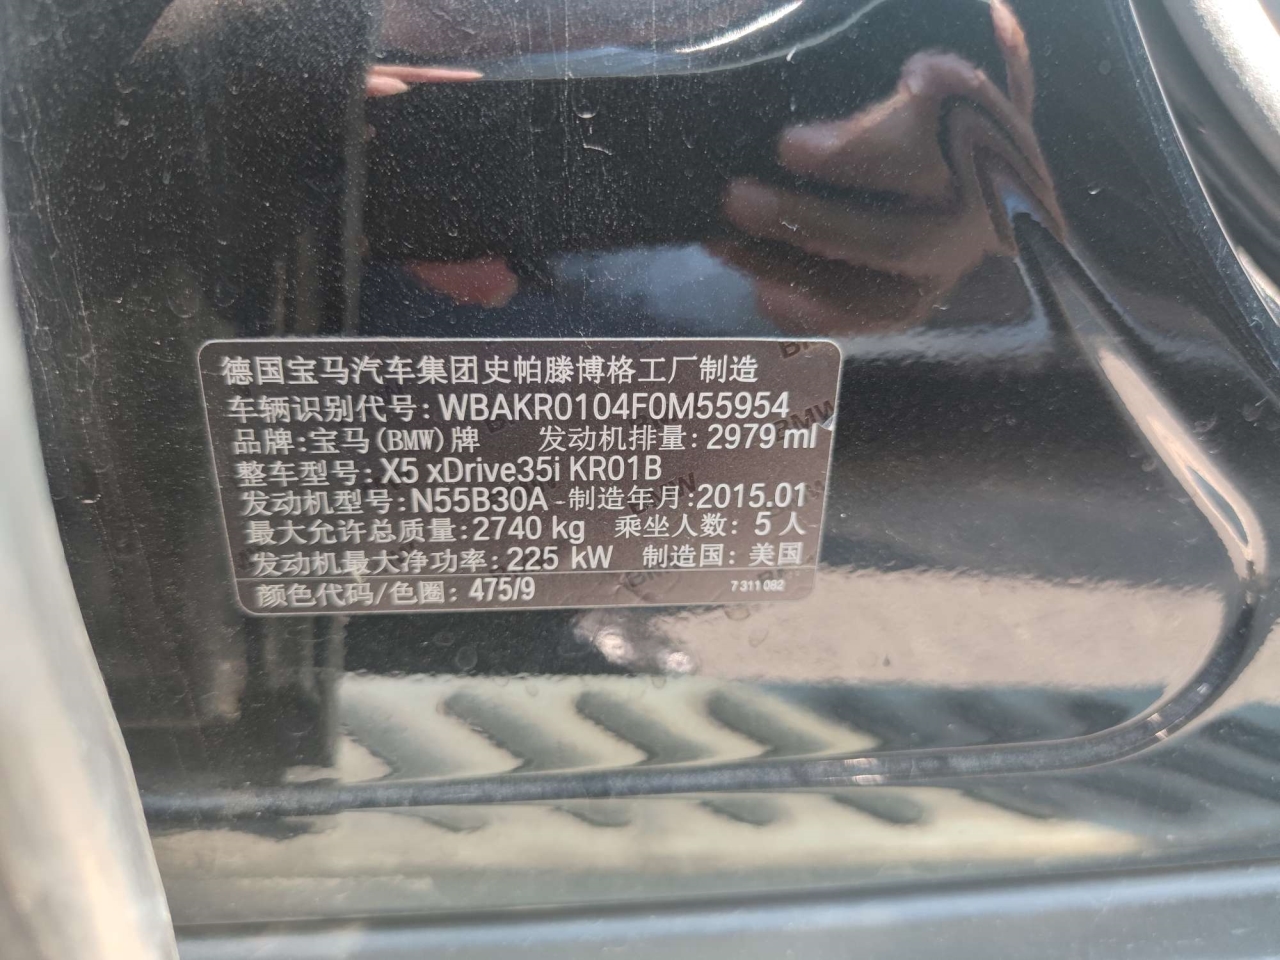 德国宝马汽车集团史帕滕博格工厂制造
车辆识别代号: WBAKR0104F0M55954
品牌:宝马(BMW)牌 发动机排量: 2979 ml
整车型号: X5 xDrive35i KR01B
发动机型号: N55B30A 制造年月:2015.01
最大允许总质量: 2740 kg 乘坐人数: 5 人
发动机最大净功率: 225 kW 制造国: 美国
颜色代码/色圈: 475/9 7 311 082